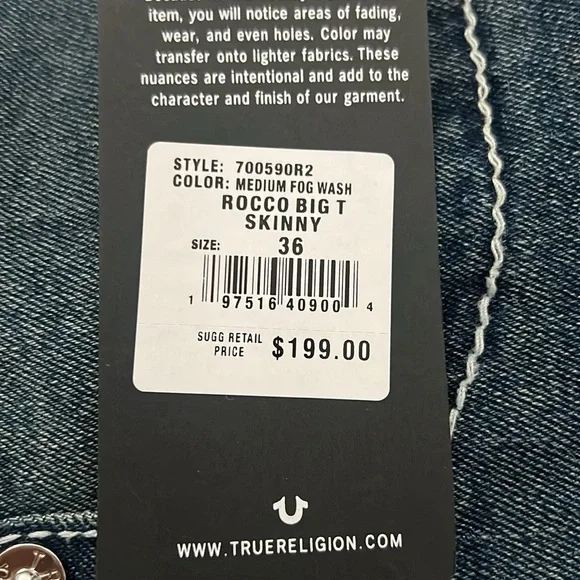 item, you will notice areas of fading,
wear, and even holes. Color may
transfer onto lighter fabrics. These
nuances are intentional and add to the
character and finish of our garment.
STYLE: 700590R2
COLOR: MEDIUM FOG WASH
ROCCO BIG T
SKINNY
SIZE: 36
1 97516 40900 4
SUGG RETAIL
PRICE $199.00
WWW.TRUERELIGION.COM